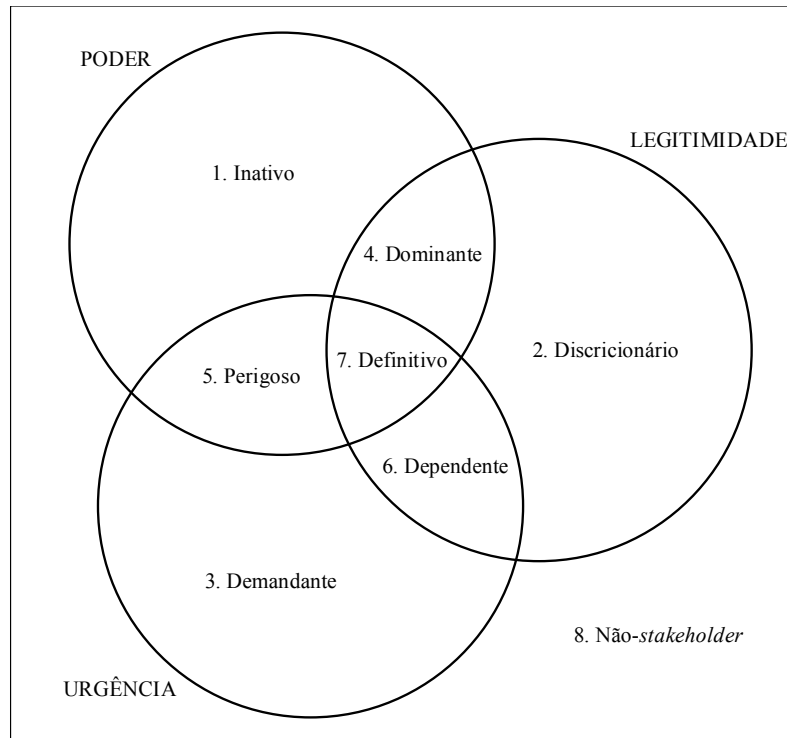 PODER
LEGITIMIDADE
1. Inativo
4. Dominante
2. Discricionário
7. Definitivo
5. Perigoso
6. Dependente
3. Demandante
8. Não-stakeholder
URGÊNCIA